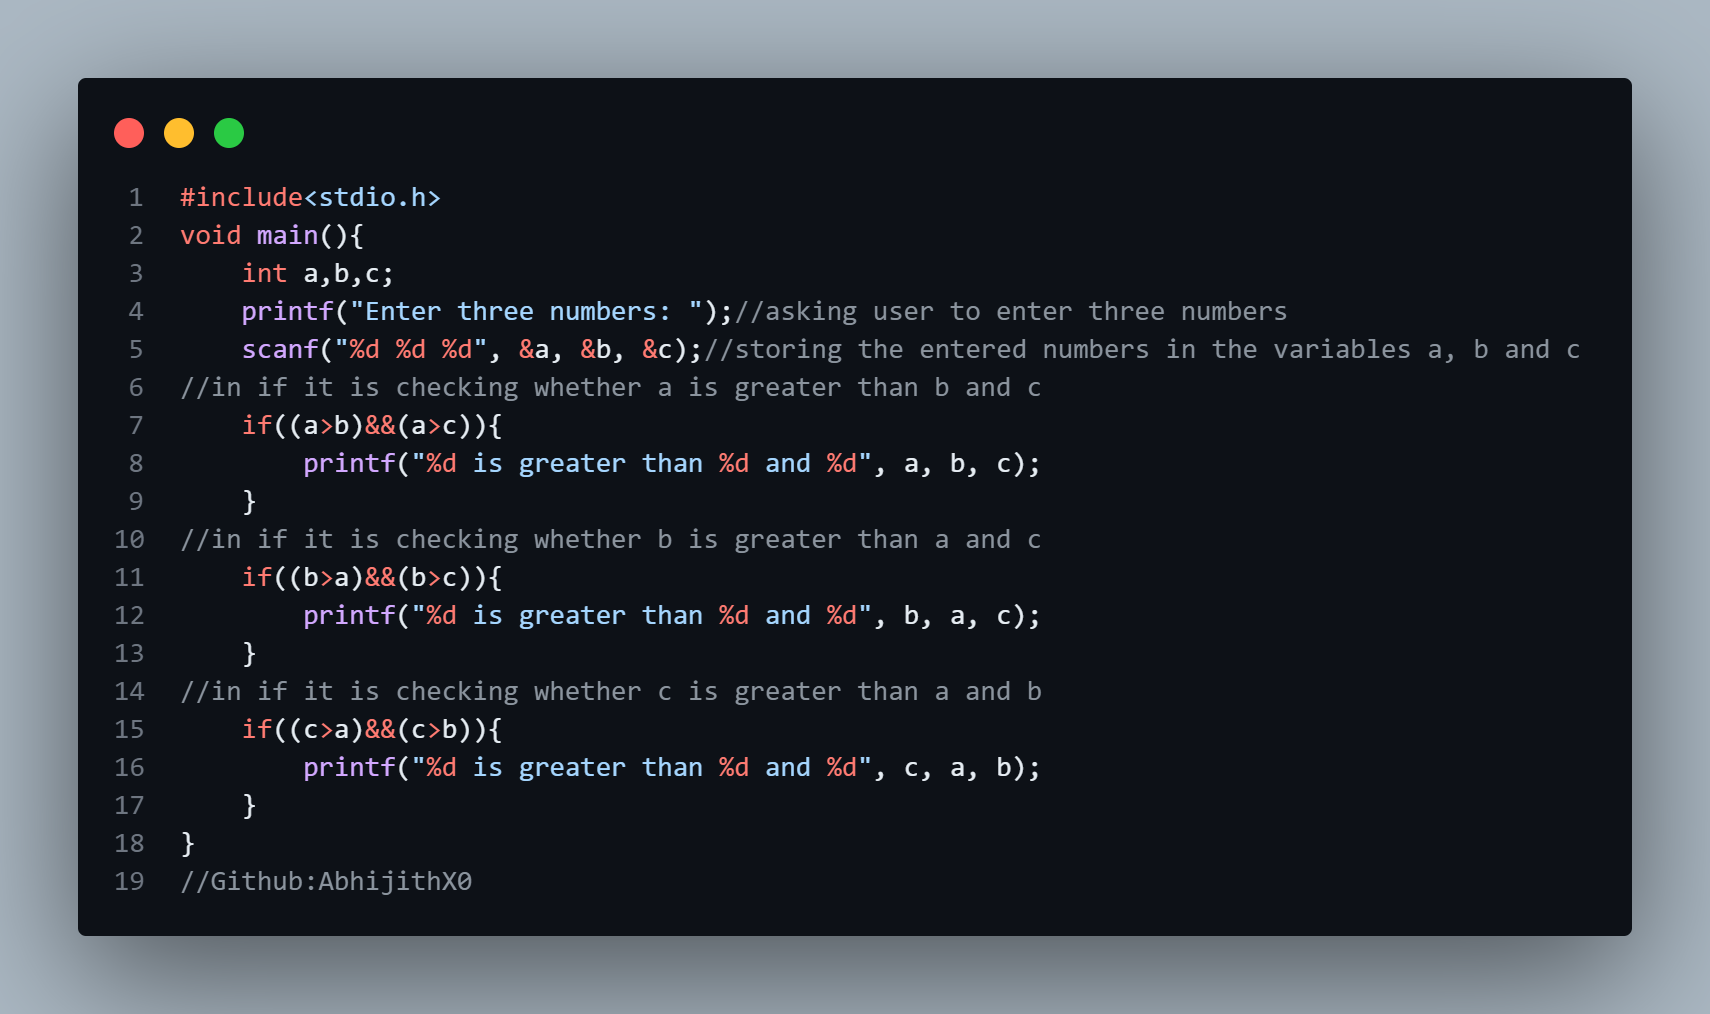 1 #include<stdio.h>
2 void main(){
3     int a,b,c;
4     printf("Enter three numbers: ");//asking user to enter three numbers
5     scanf("%d %d %d", &a, &b, &c);//storing the entered numbers in the variables a, b and c
6 //in if it is checking whether a is greater than b and c
7     if((a>b)&&(a>c)){
8         printf("%d is greater than %d and %d", a, b, c);
9     }
10 //in if it is checking whether b is greater than a and c
11     if((b>a)&&(b>c)){
12         printf("%d is greater than %d and %d", b, a, c);
13     }
14 //in if it is checking whether c is greater than a and b
15     if((c>a)&&(c>b)){
16         printf("%d is greater than %d and %d", c, a, b);
17     }
18 }
19 //Github:AbhijithX0